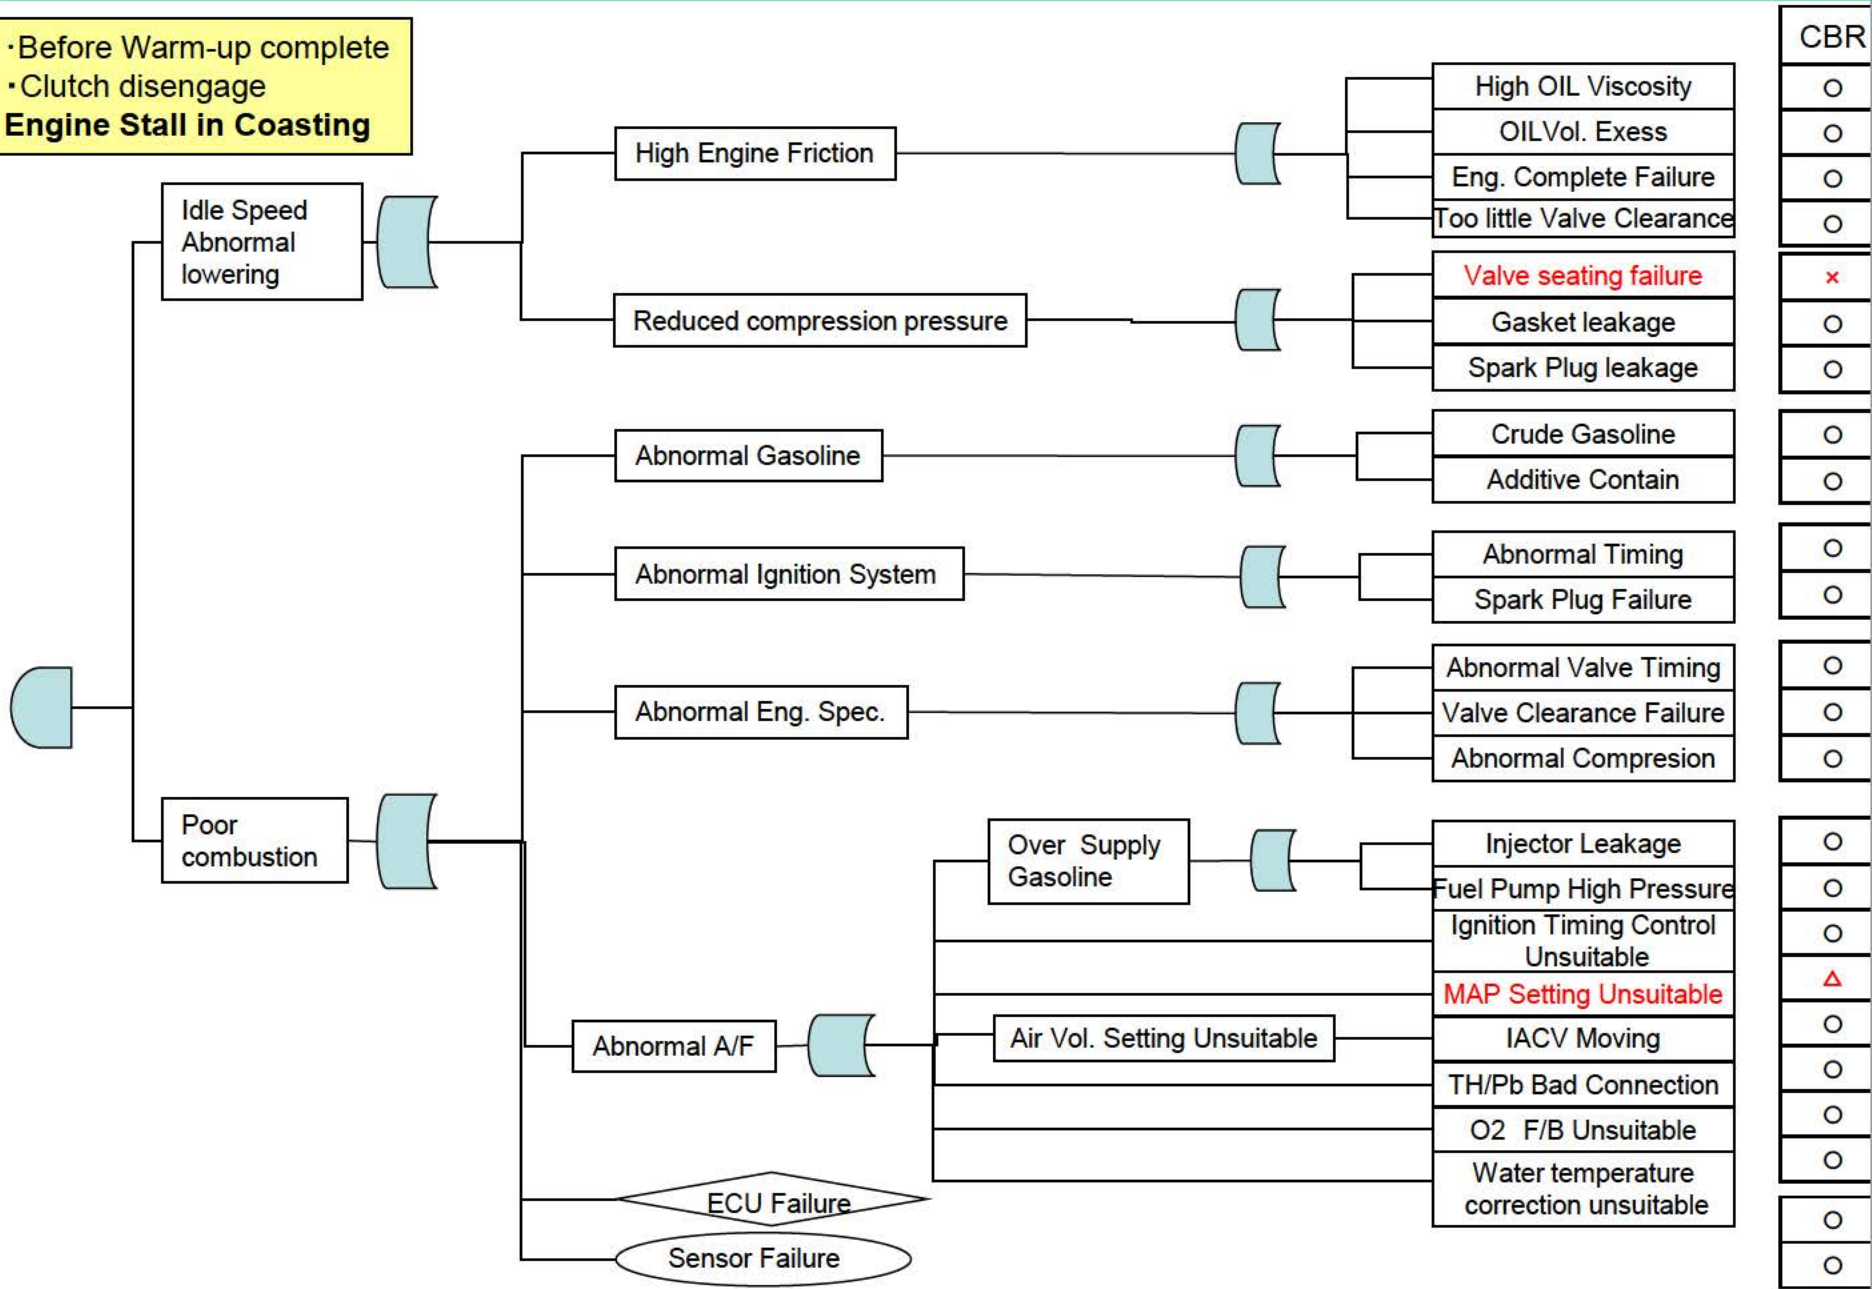 ・Before Warm-up complete
・Clutch disengage
Engine Stall in Coasting
CBR
High OIL Viscosity
○
OILVol. Exess
○
High Engine Friction
Eng. Complete Failure
○
Too little Valve Clearance
○
Idle Speed
Abnormal
lowering
Valve seating failure
×
Reduced compression pressure
Gasket leakage
○
Spark Plug leakage
○
Crude Gasoline
○
Abnormal Gasoline
Additive Contain
○
Abnormal Timing
○
Abnormal Ignition System
Spark Plug Failure
○
Abnormal Valve Timing
○
Abnormal Eng. Spec.
Valve Clearance Failure
○
Abnormal Compresion
○
Poor
combustion
Over Supply
Gasoline
Injector Leakage
○
Fuel Pump High Pressure
○
Ignition Timing Control
Unsuitable
○
MAP Setting Unsuitable
△
Abnormal A/F
Air Vol. Setting Unsuitable
IACV Moving
○
TH/Pb Bad Connection
○
O2 F/B Unsuitable
○
Water temperature
correction unsuitable
○
ECU Failure
○
Sensor Failure
○